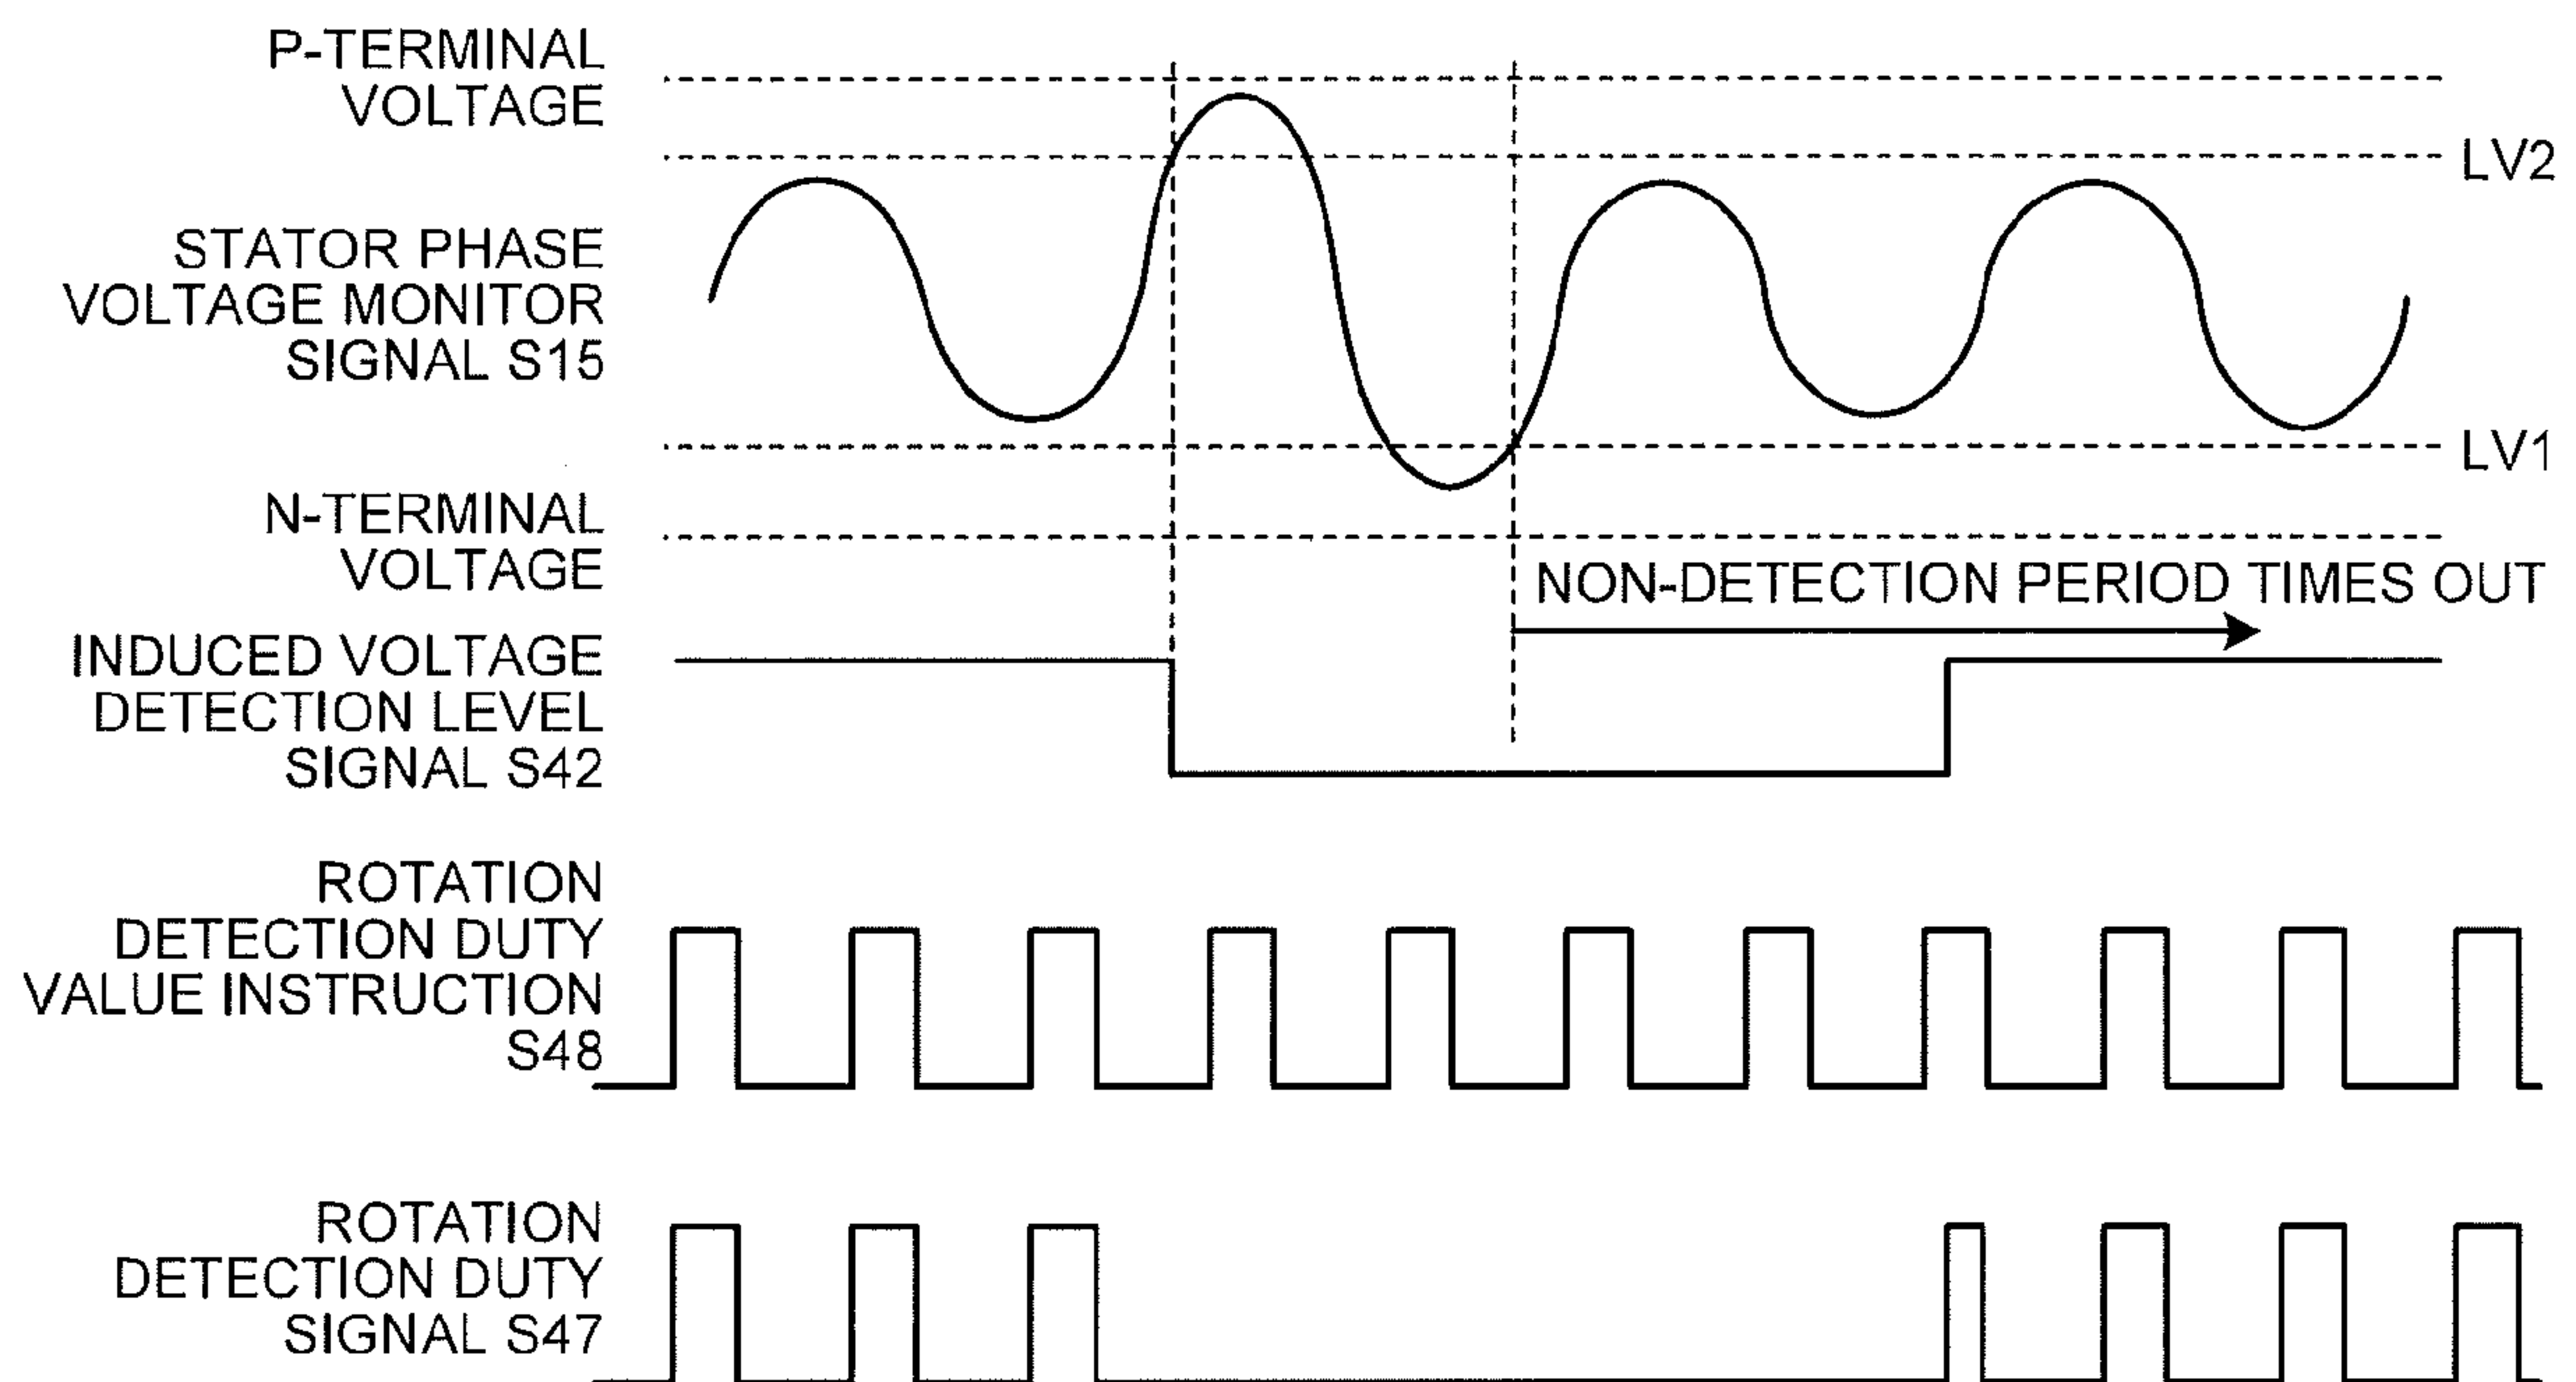 P-TERMINAL
VOLTAGE
LV2
STATOR PHASE
VOLTAGE MONITOR
SIGNAL S15
LV1
N-TERMINAL
VOLTAGE
NON-DETECTION PERIOD TIMES OUT
INDUCED VOLTAGE
DETECTION LEVEL
SIGNAL S42
ROTATION
DETECTION DUTY
VALUE INSTRUCTION
S48
ROTATION
DETECTION DUTY
SIGNAL S47